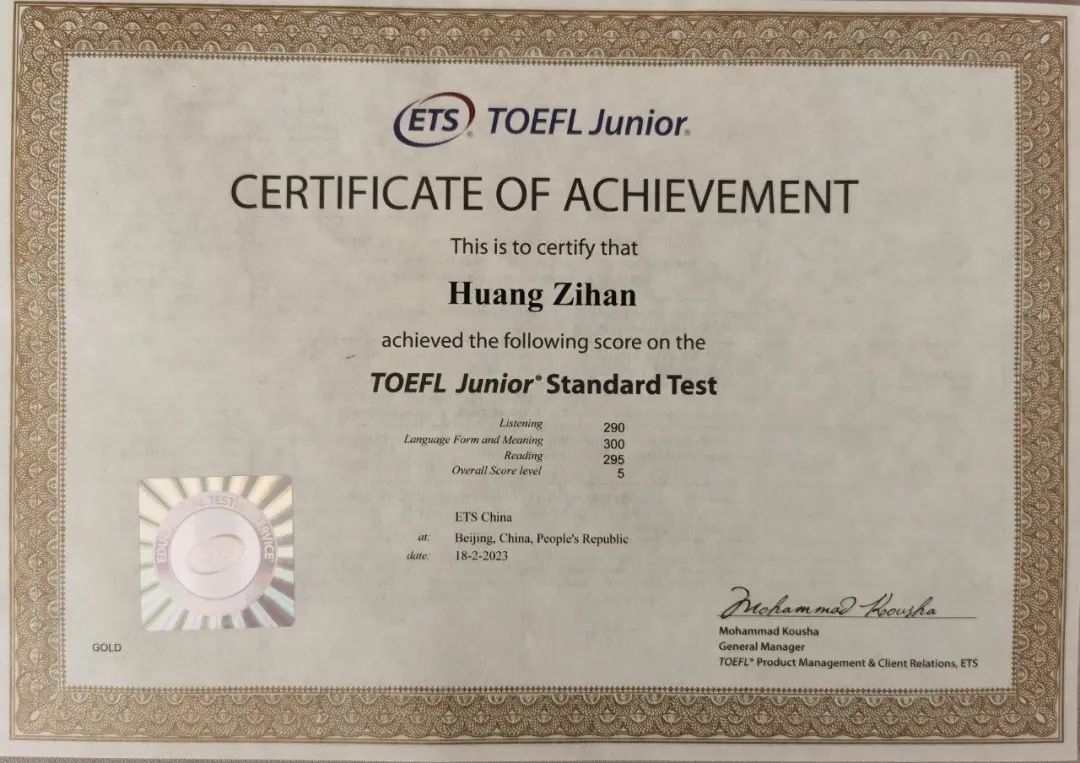 ETS® TOEFL Junior®
CERTIFICATE OF ACHIEVEMENT
This is to certify that
Huang Zihan
achieved the following score on the
TOEFL Junior® Standard Test
Listening 290
Language Form and Meaning 300
Reading 295
Overall Score level 5
ETS China
at: Beijing, China, People's Republic
date: 18-2-2023
Mohammad Kousha
Mohammad Kousha
General Manager
TOEFL® Product Management & Client Relations, ETS
GOLD